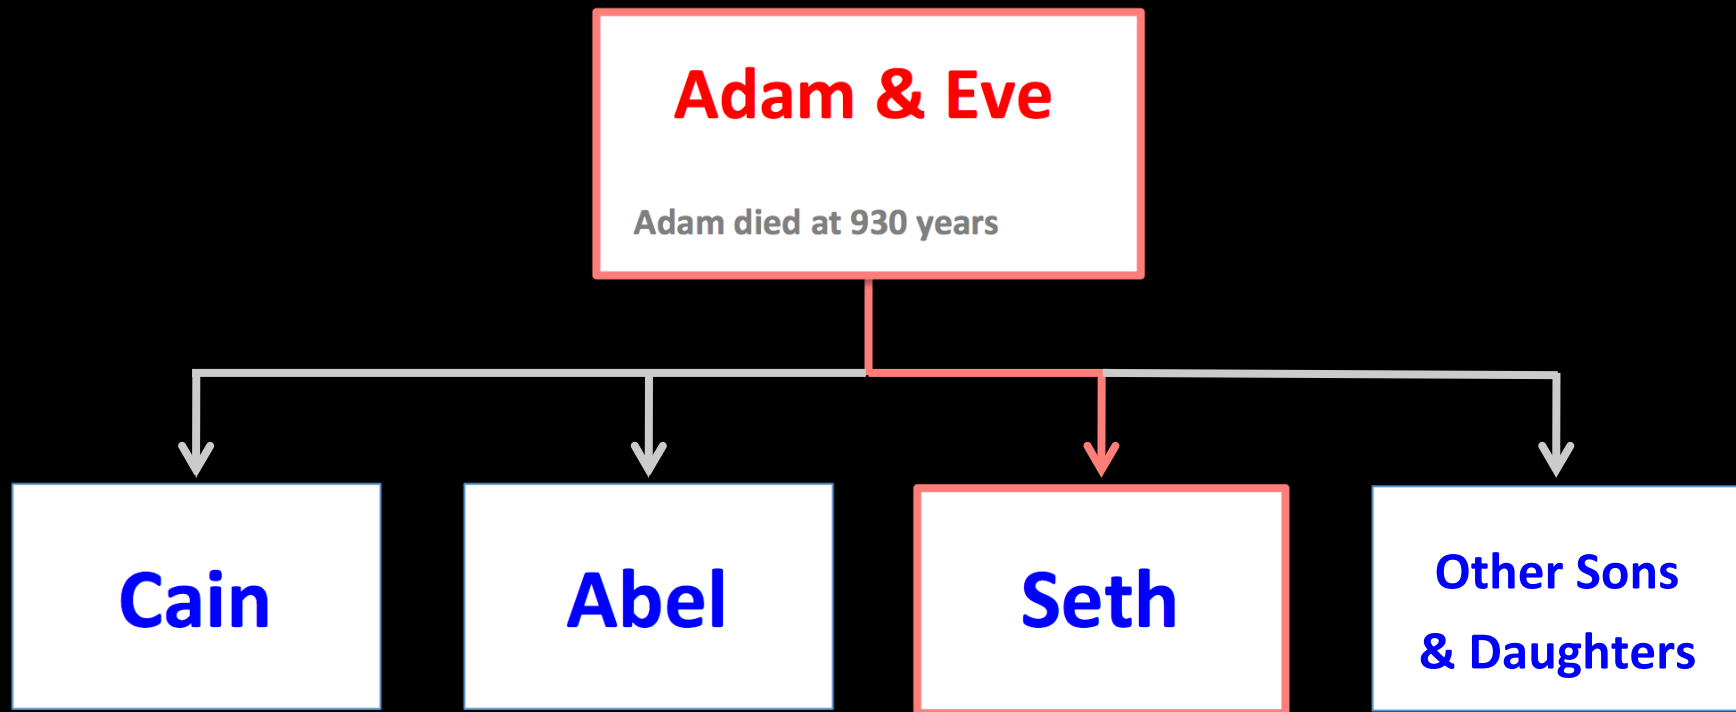 Adam & Eve
Adam died at 930 years
Cain
Abel
Seth
Other Sons
& Daughters